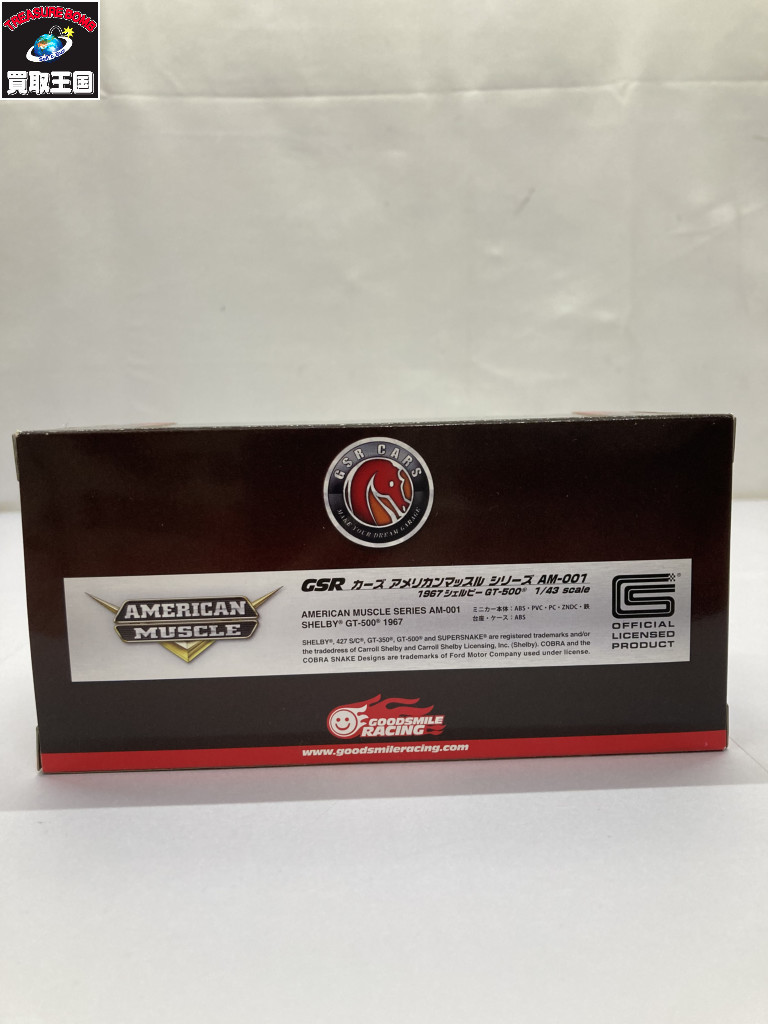 TREASURE BOMB
買取王国
GSR CARS
MAKE YOUR DREAM GARAGE
AMERICAN
MUSCLE
GSR カーズ アメリカンマッスル シリーズ AM-001
1967 シェルビー GT-500® 1/43 scale
AMERICAN MUSCLE SERIES AM-001
SHELBY® GT-500® 1967
ミニカー本体:ABS・PVC・PC・ZNDC・鉄
台座・ケース:ABS
SHELBY®, 427 S/C®, GT-350®, GT-500® and SUPERSNAKE® are registered trademarks and/or
the tradedress of Carroll Shelby and Carroll Shelby Licensing, Inc. (Shelby). COBRA and the
COBRA SNAKE Designs are trademarks of Ford Motor Company used under license.
®
OFFICIAL
LICENSED
PRODUCT
GOODSMILE
RACING
www.goodsmileracing.com